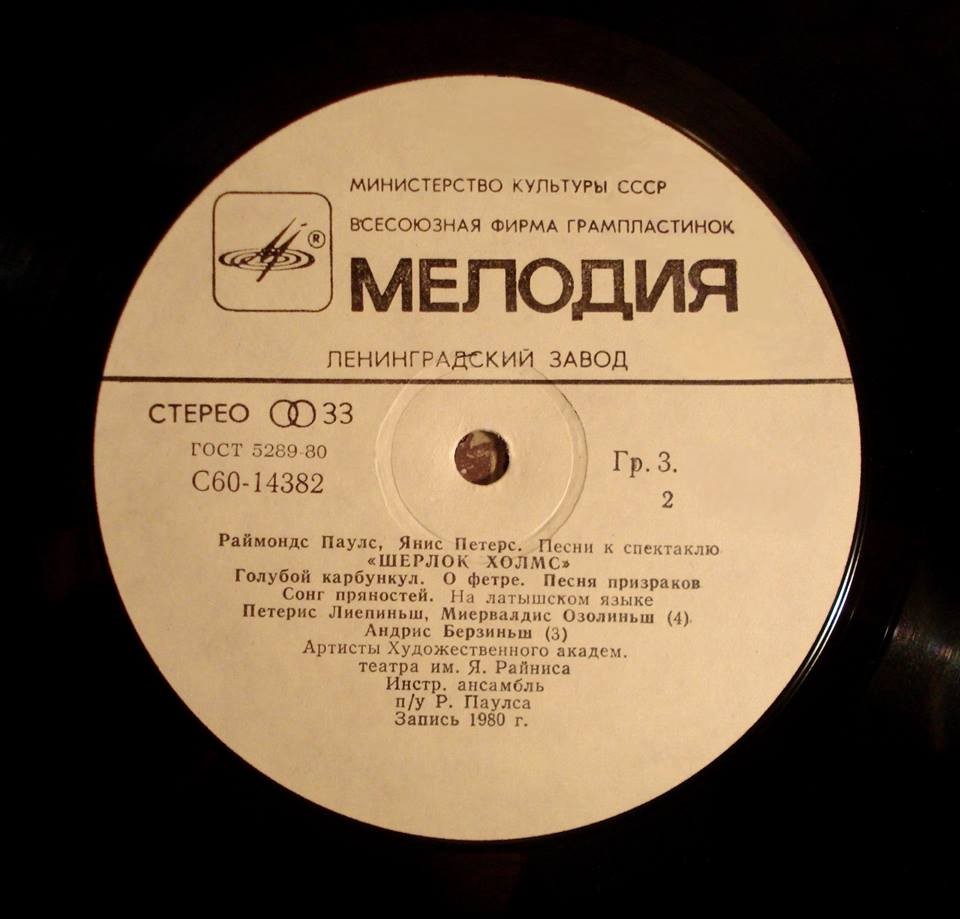 МИНИСТЕРСТВО КУЛЬТУРЫ СССР
ВСЕСОЮЗНАЯ ФИРМА ГРАМПЛАСТИНОК
®
МЕЛОДИЯ
ЛЕНИНГРАДСКИЙ ЗАВОД
СТЕРЕО 33
ГОСТ 5289-80
С60-14382
Гр. 3.
2
Раймондс Паулс, Янис Петерс. Песни к спектаклю
«ШЕРЛОК ХОЛМС»
Голубой карбункул. О фетре. Песня призраков
Сонг пряностей. На латышском языке
Петерис Лиепиньш, Миервалдис Озолиньш (4)
Андрис Берзиньш (3)
Артисты Художественного академ.
театра им. Я. Райниса
Инстр. ансамбль
п/у Р. Паулса
Запись 1980 г.